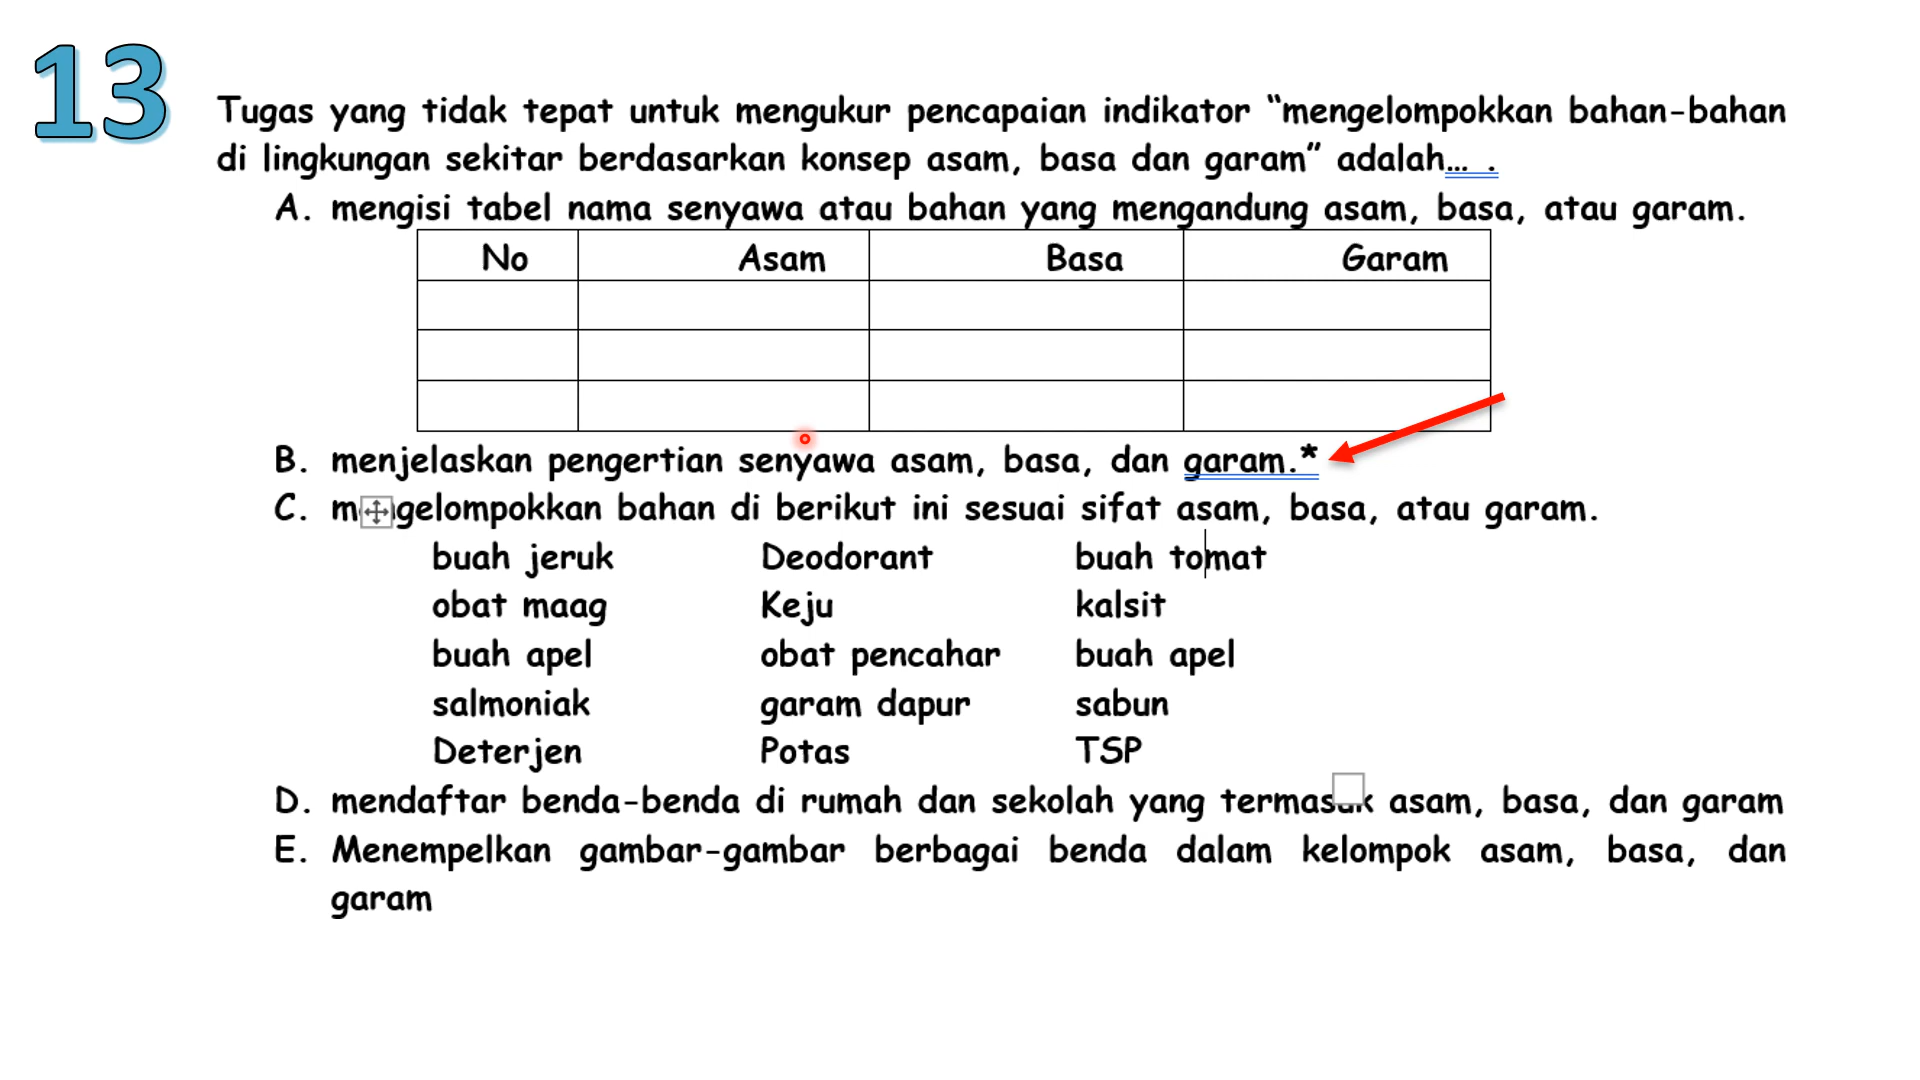 13
Tugas yang tidak tepat untuk mengukur pencapaian indikator “mengelompokkan bahan-bahan
di lingkungan sekitar berdasarkan konsep asam, basa dan garam” adalah… .
A. mengisi tabel nama senyawa atau bahan yang mengandung asam, basa, atau garam.
No Asam Basa Garam
B. menjelaskan pengertian senyawa asam, basa, dan garam.*
C. mengelompokkan bahan di berikut ini sesuai sifat asam, basa, atau garam.
buah jeruk Deodorant buah tomat
obat maag Keju kalsit
buah apel obat pencahar buah apel
salmoniak garam dapur sabun
Deterjen Potas TSP
D. mendaftar benda-benda di rumah dan sekolah yang termasuk asam, basa, dan garam
E. Menempelkan gambar-gambar berbagai benda dalam kelompok asam, basa, dan
garam